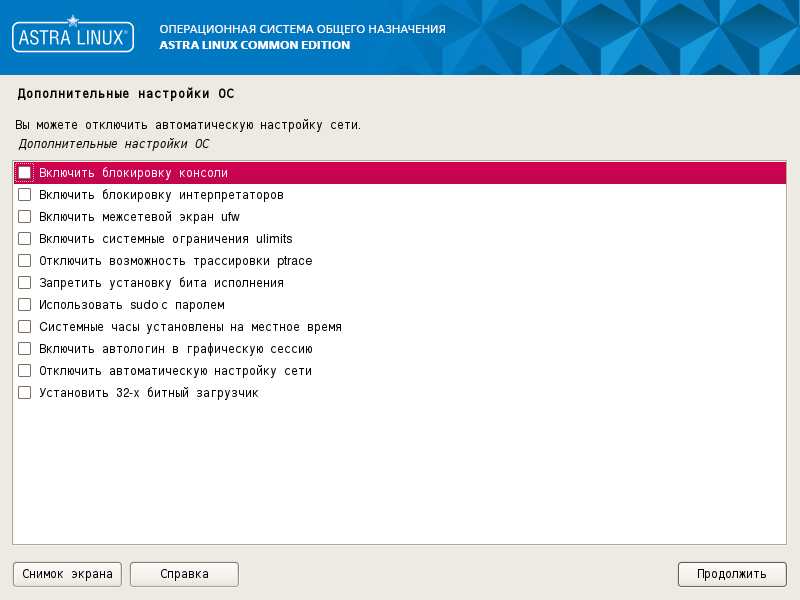 ASTRA LINUX®
ОПЕРАЦИОННАЯ СИСТЕМА ОБЩЕГО НАЗНАЧЕНИЯ
ASTRA LINUX COMMON EDITION
Дополнительные настройки ОС
Вы можете отключить автоматическую настройку сети.
Дополнительные настройки ОС
Включить блокировку консоли
Включить блокировку интерпретаторов
Включить межсетевой экран ufw
Включить системные ограничения ulimits
Отключить возможность трассировки ptrace
Запретить установку бита исполнения
Использовать sudo с паролем
Системные часы установлены на местное время
Включить автологин в графическую сессию
Отключить автоматическую настройку сети
Установить 32-х битный загрузчик
Снимок экрана
Справка
Продолжить